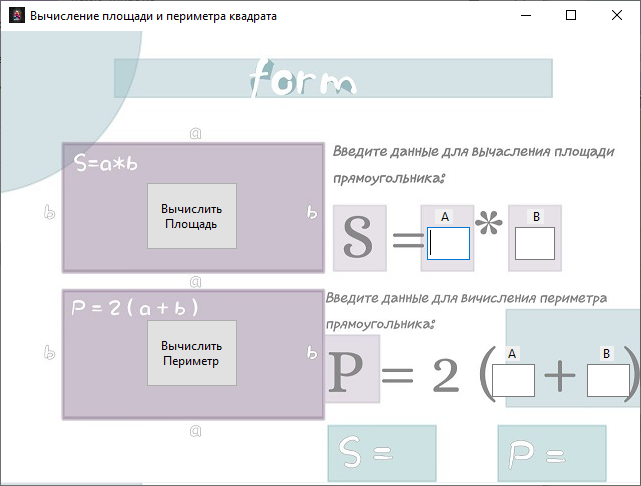 Вычисление площади и периметра квадрата
form
a
S=a*b
b
Вычислить
Площадь
b
a
Введите данные для вычасления площади
прямоугольника:
S = A * B
P = 2 ( a + b )
b
Вычислить
Периметр
b
a
Введите данные для вичисления периметра
прямоугольника:
P = 2 ( A + B )
S =
P =